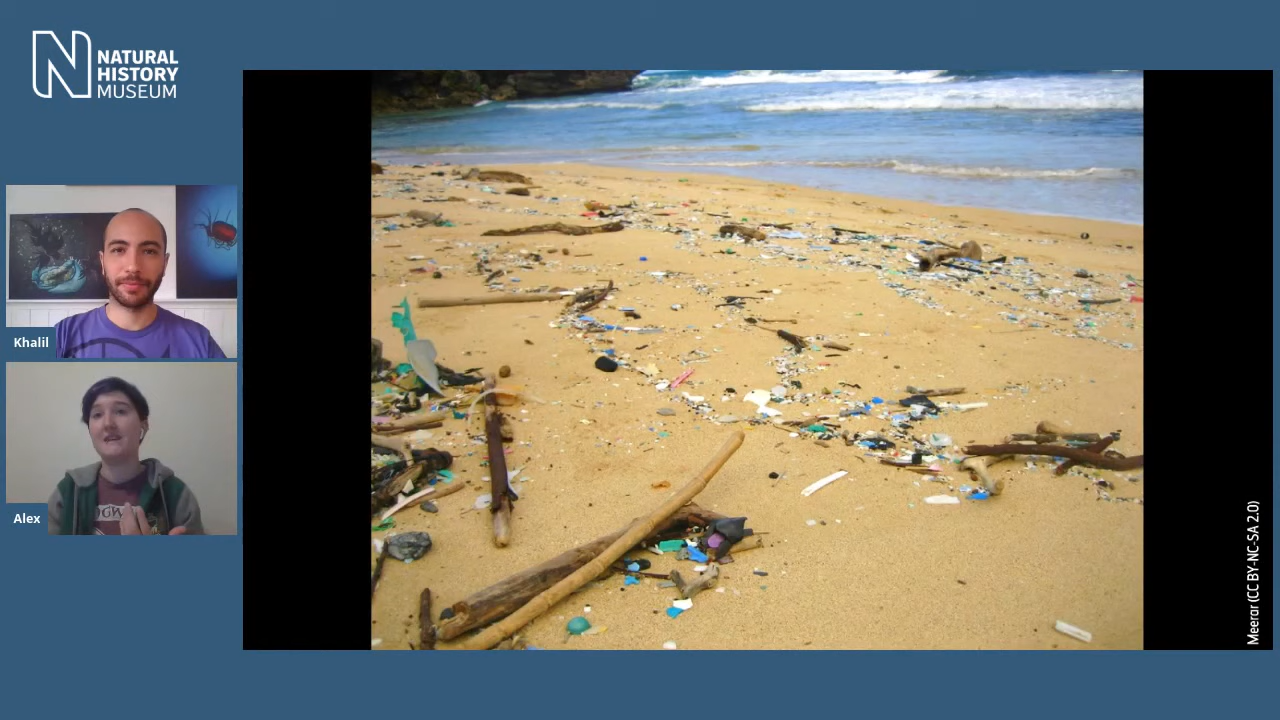 NATURAL
HISTORY
MUSEUM
Khalil
Alex
Meerar (CC BY-NC-SA 2.0)